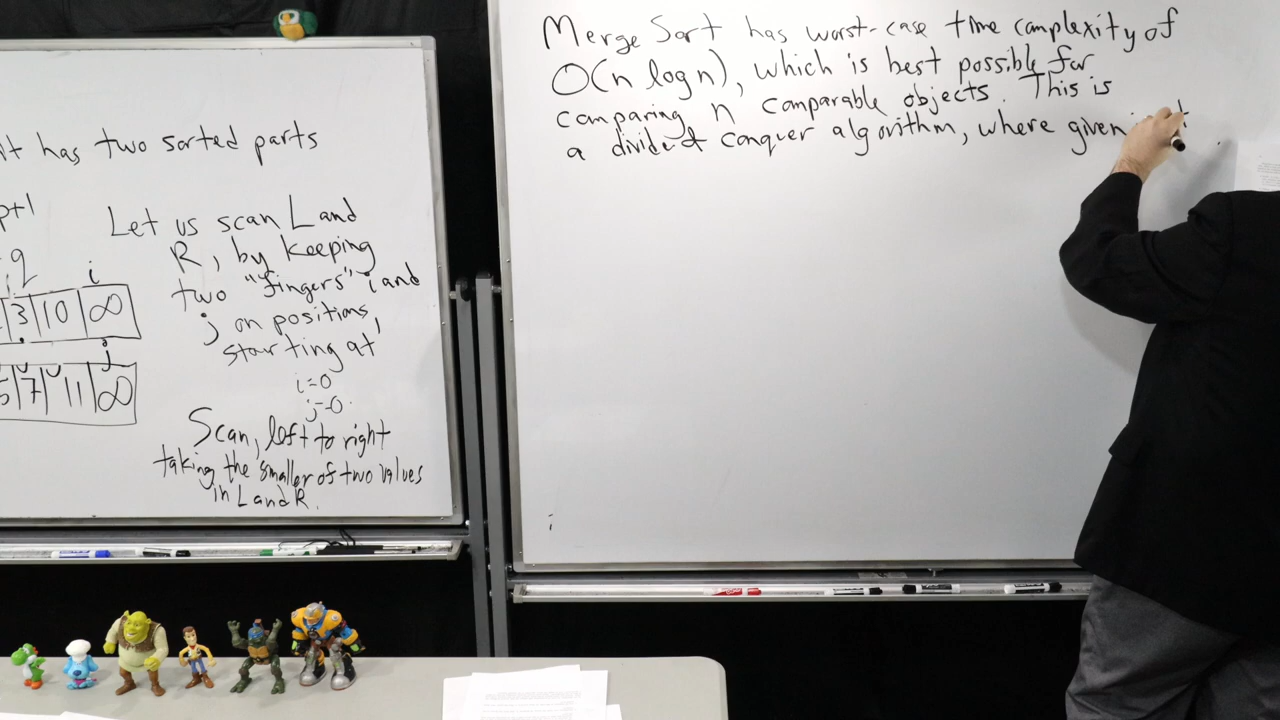 It has two sorted parts
p+1
q
i
3 10 ∞
j
5 7 11 ∞
Let us scan L and
R, by keeping
two "fingers" i and
j on positions,
starting at
i=0
j=0.
Scan, left to right
taking the smaller of two values
in L and R.
Merge Sort has worst-case time complexity of
O(n log n), which is best possible for
comparing n comparable objects. This is
a divide & conquer algorithm, where given